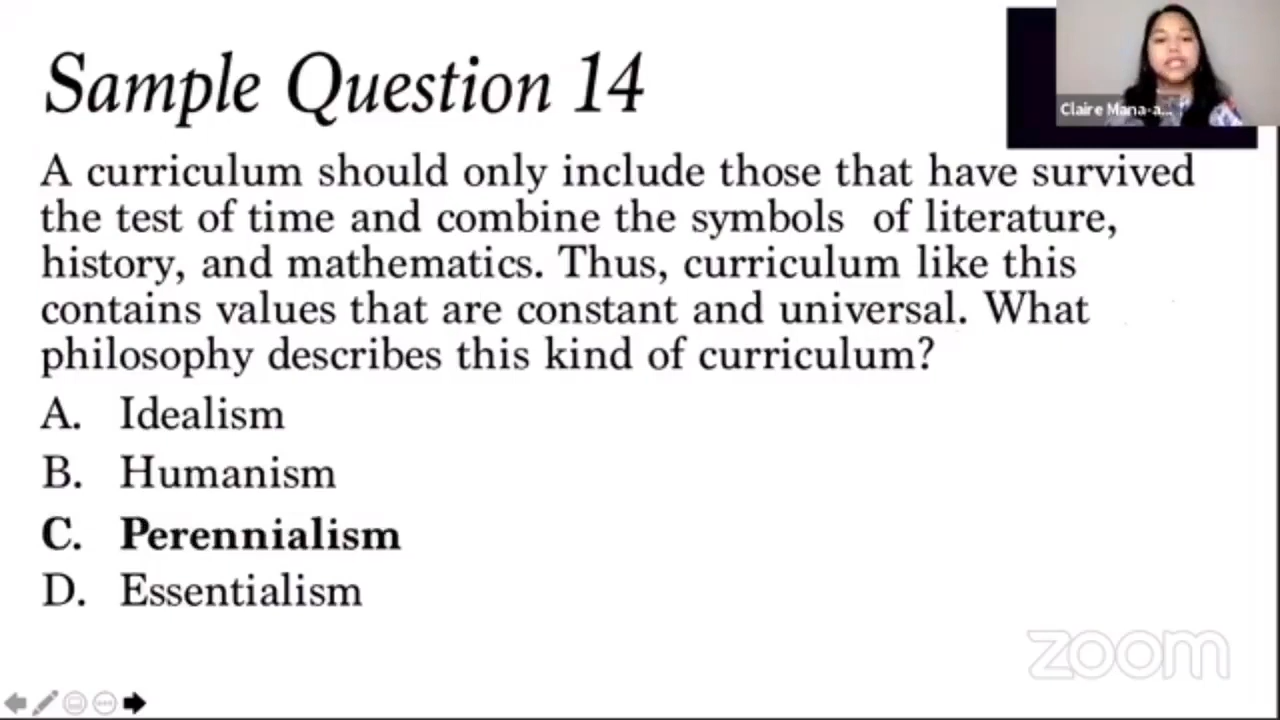 Sample Question 14
Claire Mana-a...
A curriculum should only include those that have survived
the test of time and combine the symbols of literature,
history, and mathematics. Thus, curriculum like this
contains values that are constant and universal. What
philosophy describes this kind of curriculum?
A. Idealism
B. Humanism
C. Perennialism
D. Essentialism
zoom